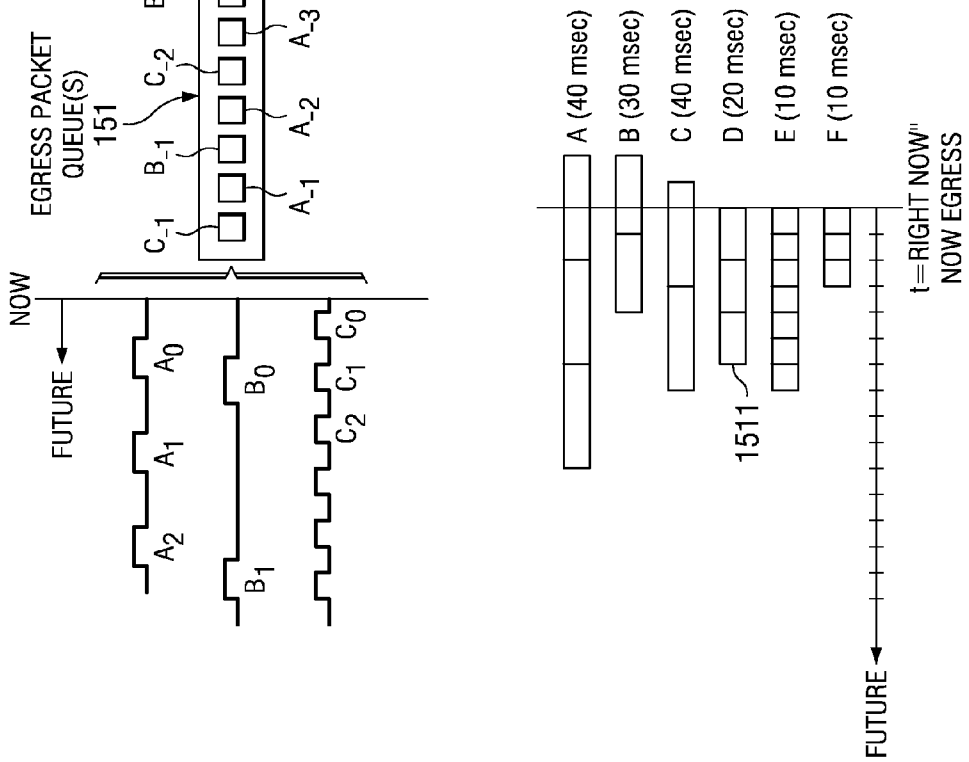 EGRESS PACKET
QUEUE(S)
151
NOW
FUTURE
C-1
B-1
C-2
B
A-1
A-2
A-3
A2
A1
A0
B1
B0
C2
C1
C0
A (40 msec)
B (30 msec)
C (40 msec)
D (20 msec)
E (10 msec)
F (10 msec)
1511
FUTURE
t=RIGHT NOW"
NOW EGRESS